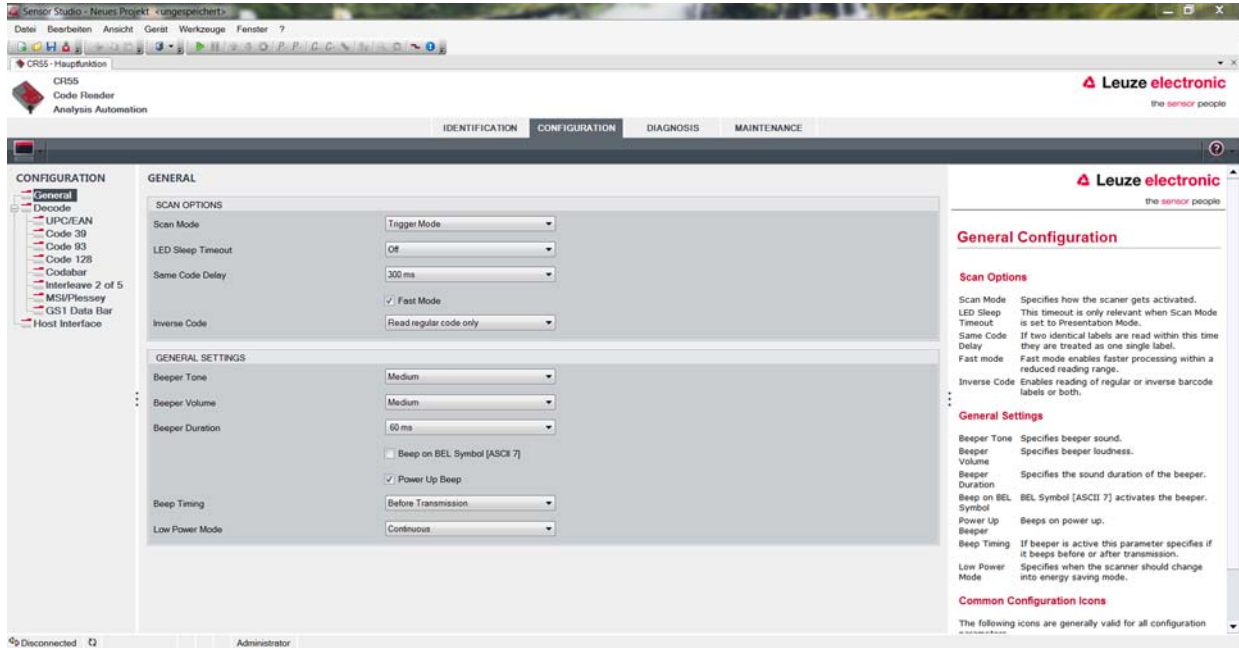 Sensor Studio - Neues Projekt <ungespeichert>
Datei Bearbeiten Ansicht Gerät Werkzeuge Fenster ?
CR55 - Hauptfunktion
CR55
Code Reader
Analysis Automation
Leuze electronic
the sensor people
IDENTIFICATION CONFIGURATION DIAGNOSIS MAINTENANCE
CONFIGURATION
General
Decode
UPC/EAN
Code 39
Code 93
Code 128
Codabar
Interleave 2 of 5
MSI/Plessey
GS1 Data Bar
Host Interface
GENERAL
SCAN OPTIONS
Scan Mode Trigger Mode
LED Sleep Timeout Off
Same Code Delay 300 ms
Fast Mode
Inverse Code Read regular code only
GENERAL SETTINGS
Beeper Tone Medium
Beeper Volume Medium
Beeper Duration 60 ms
Beep on BEL Symbol [ASCII 7]
Power Up Beep
Beep Timing Before Transmission
Low Power Mode Continuous
Leuze electronic
the sensor people
General Configuration
Scan Options
Scan Mode Specifies how the scaner gets activated.
LED Sleep Timeout This timeout is only relevant when Scan Mode
is set to Presentation Mode.
Same Code Delay If two identical labels are read within this time
they are treated as one single label.
Fast mode Fast mode enables faster processing within a
reduced reading range.
Inverse Code Enables reading of regular or inverse barcode
labels or both.
General Settings
Beeper Tone Specifies beeper sound.
Beeper Volume Specifies beeper loudness.
Beeper Duration Specifies the sound duration of the beeper.
Beep on BEL Symbol BEL Symbol [ASCII 7] activates the beeper.
Power Up Beeper Beeps on power up.
Beep Timing If beeper is active this parameter specifies if
it beeps before or after transmission.
Low Power Mode Specifies when the scanner should change
into energy saving mode.
Common Configuration Icons
The following icons are generally valid for all configuration
Disconnected Administrator